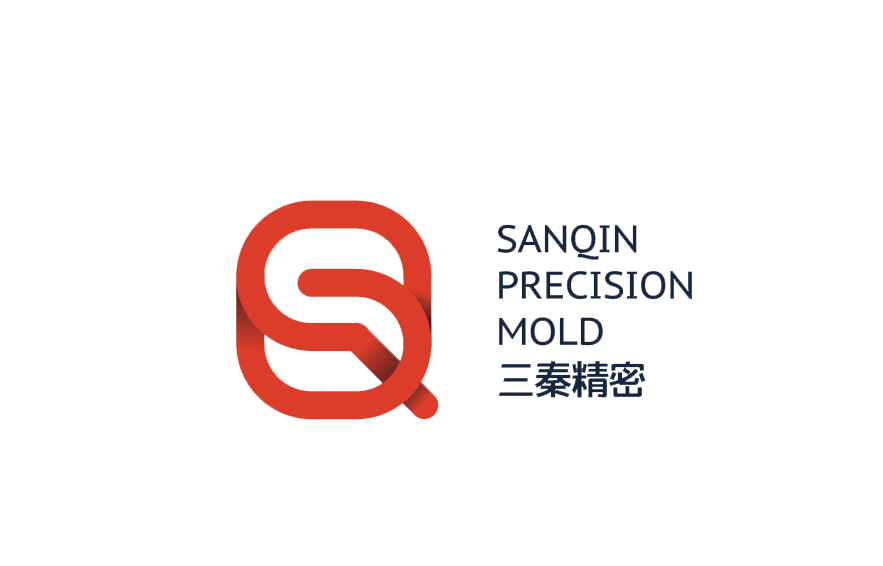 SANQIN
PRECISION
MOLD
三秦精密